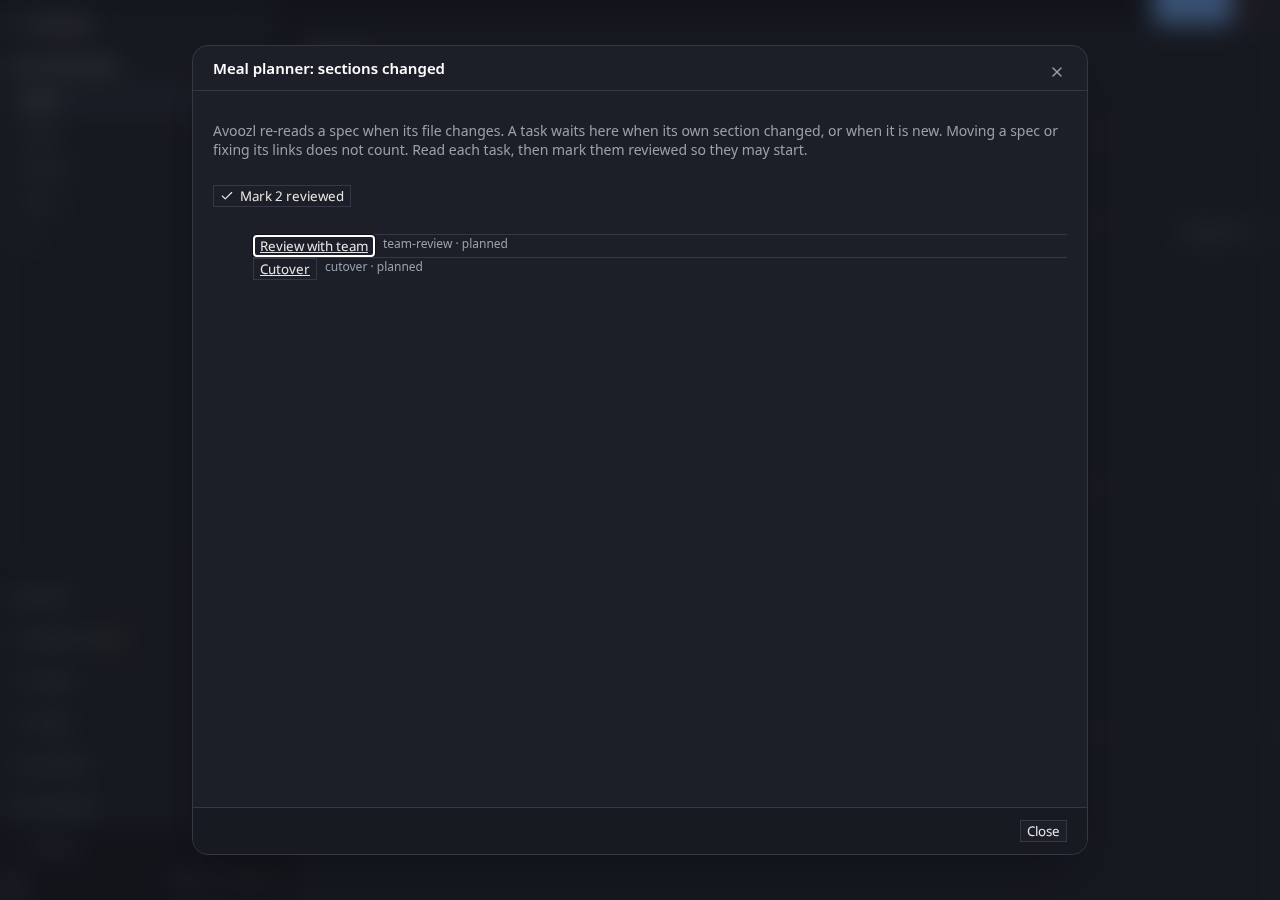 Meal planner: sections changed
Avoozl re-reads a spec when its file changes. A task waits here when its own section changed, or when it is new. Moving a spec or
fixing its links does not count. Read each task, then mark them reviewed so they may start.
Mark 2 reviewed
Review with team team-review · planned
Cutover cutover · planned
Close